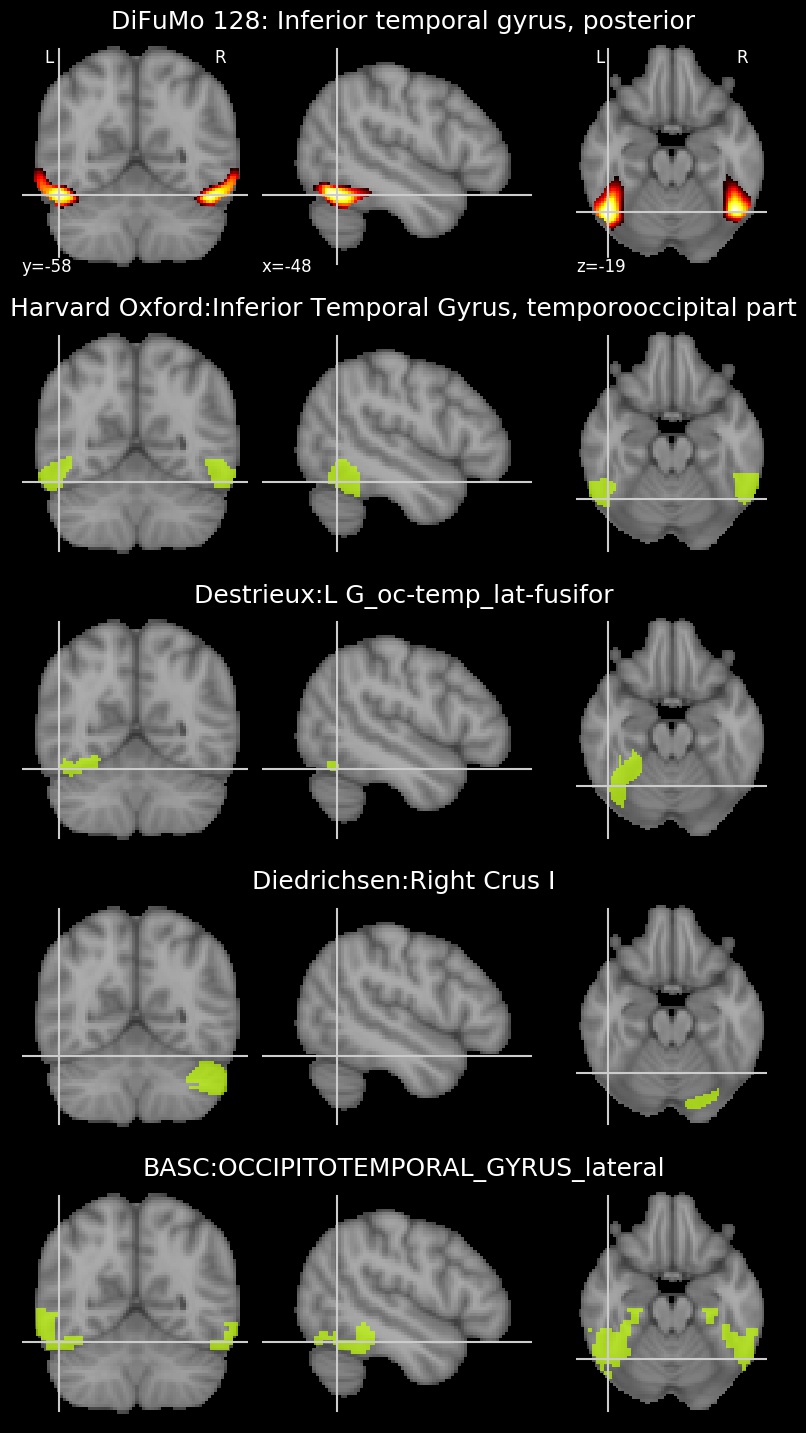 DiFuMo 128: Inferior temporal gyrus, posterior
L R L R
y=-58 x=-48 z=-19
Harvard Oxford:Inferior Temporal Gyrus, temporooccipital part
Destrieux:L G_oc-temp_lat-fusifor
Diedrichsen:Right Crus I
BASC:OCCIPITOTEMPORAL_GYRUS_lateral